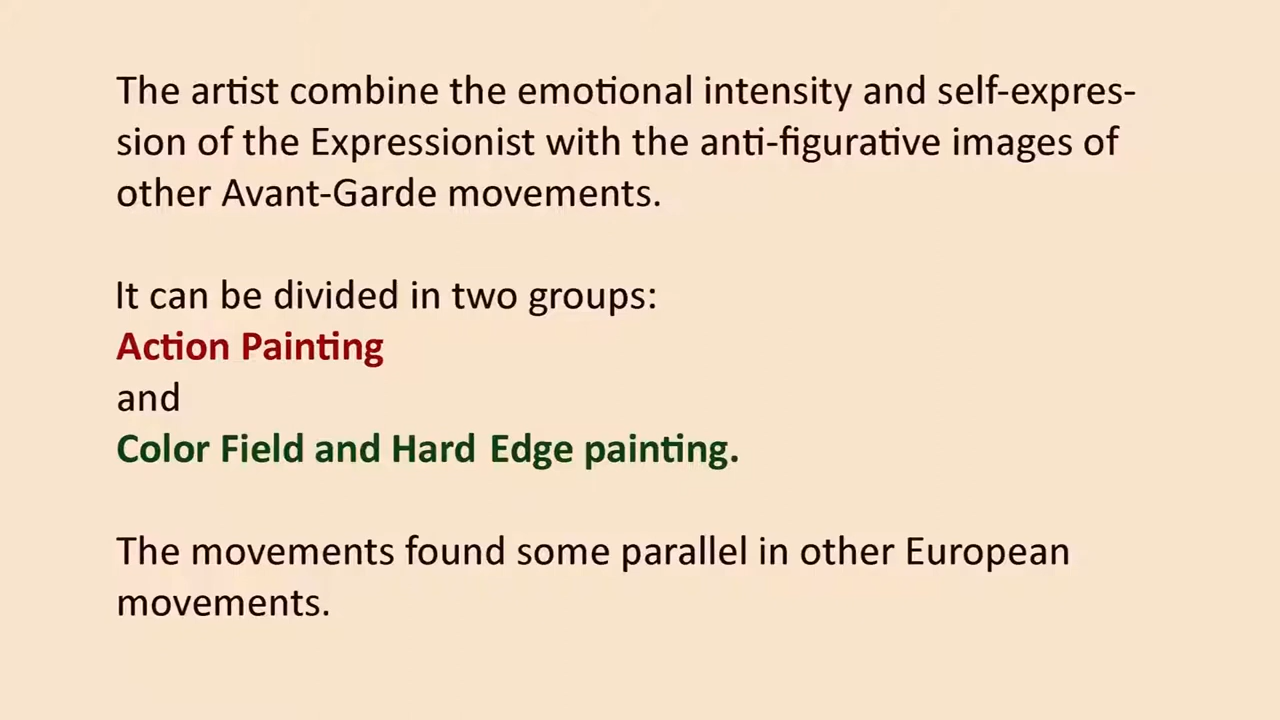 The artist combine the emotional intensity and self-expres-
sion of the Expressionist with the anti-figurative images of
other Avant-Garde movements.
It can be divided in two groups:
Action Painting
and
Color Field and Hard Edge painting.
The movements found some parallel in other European
movements.